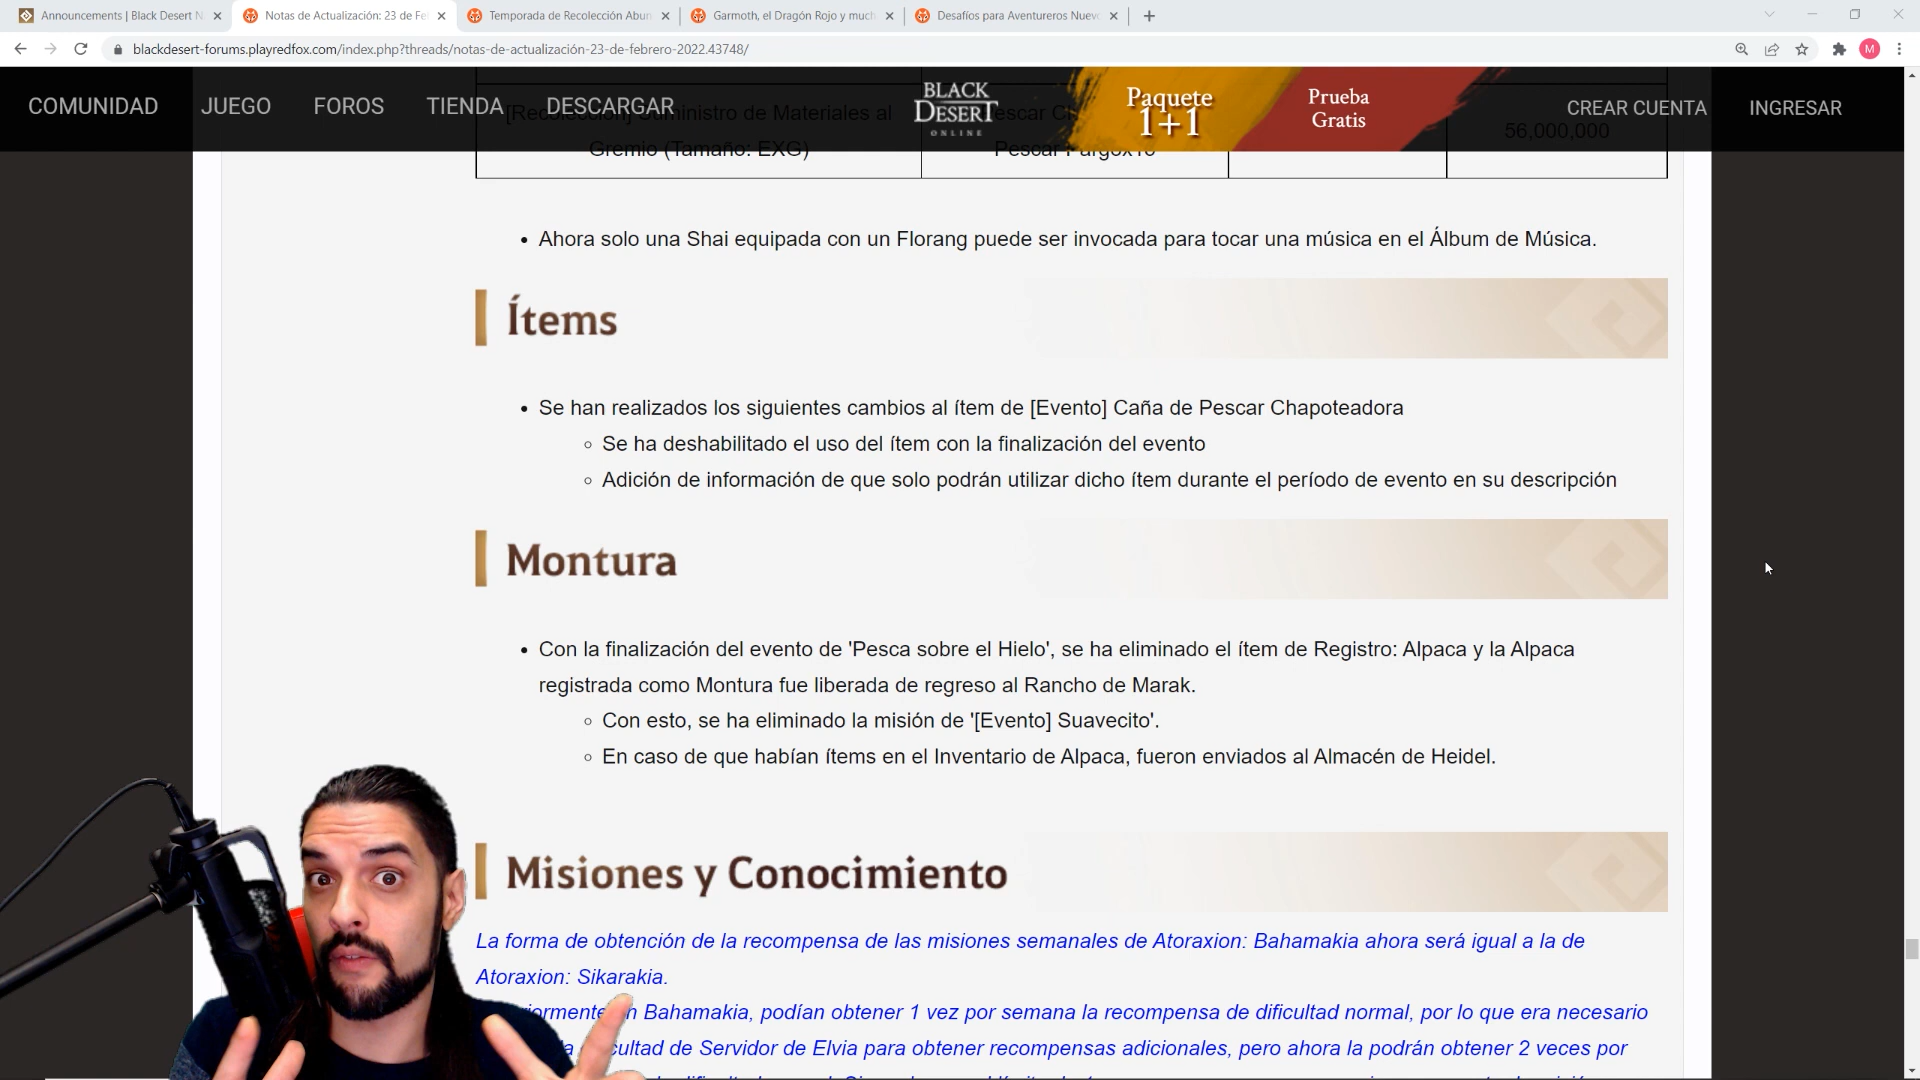 Announcements | Black Desert N
Notas de Actualización: 23 de Fe
Temporada de Recolección Abun
Garmoth, el Dragón Rojo y much
Desafíos para Aventureros Nuevo
blackdesert-forums.playredfox.com/index.php?threads/notas-de-actualización-23-de-febrero-2022.43748/
M
COMUNIDAD
JUEGO
FOROS
TIENDA
DESCARGAR
BLACK
DESERT
ONLINE
Paquete
1+1
Prueba
Gratis
CREAR CUENTA
INGRESAR
[Recolección] Suministro de Materiales al
Gremio (Tamaño: EXG)
Pescar
56,000,000
• Ahora solo una Shai equipada con un Florang puede ser invocada para tocar una música en el Álbum de Música.
Ítems
• Se han realizados los siguientes cambios al ítem de [Evento] Caña de Pescar Chapoteadora
◦ Se ha deshabilitado el uso del ítem con la finalización del evento
◦ Adición de información de que solo podrán utilizar dicho ítem durante el período de evento en su descripción
Montura
• Con la finalización del evento de 'Pesca sobre el Hielo', se ha eliminado el ítem de Registro: Alpaca y la Alpaca
registrada como Montura fue liberada de regreso al Rancho de Marak.
◦ Con esto, se ha eliminado la misión de '[Evento] Suavecito'.
◦ En caso de que habían ítems en el Inventario de Alpaca, fueron enviados al Almacén de Heidel.
Misiones y Conocimiento
La forma de obtención de la recompensa de las misiones semanales de Atoraxion: Bahamakia ahora será igual a la de
Atoraxion: Sikarakia.
Bahamakia, podían obtener 1 vez por semana la recompensa de dificultad normal, por lo que era necesario
de Servidor de Elvia para obtener recompensas adicionales, pero ahora la podrán obtener 2 veces por